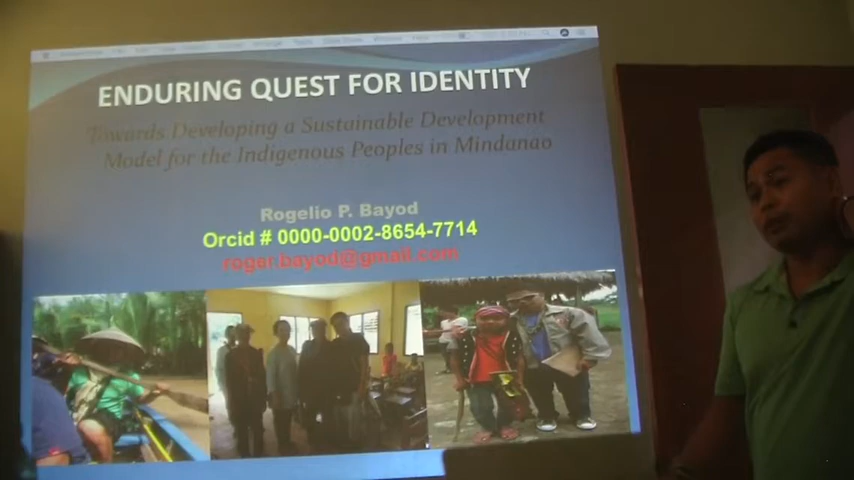 ENDURING QUEST FOR IDENTITY
Towards Developing a Sustainable Development
Model for the Indigenous Peoples in Mindanao
Rogelio P. Bayod
Orcid # 0000-0002-8654-7714
roger.bayod@gmail.com